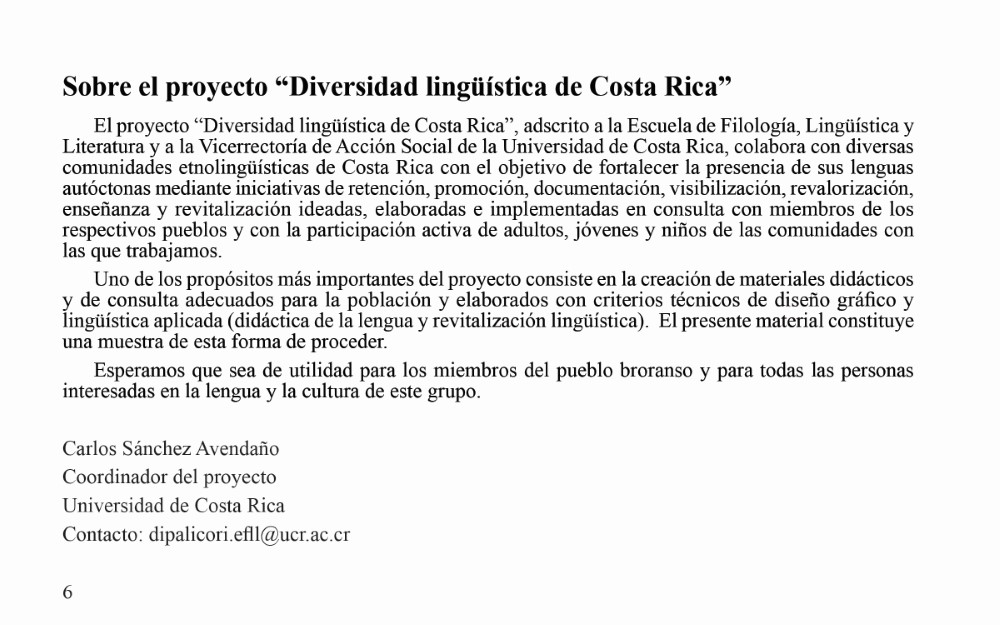 Sobre el proyecto “Diversidad lingüística de Costa Rica”
El proyecto “Diversidad lingüística de Costa Rica”, adscrito a la Escuela de Filología, Lingüística y
Literatura y a la Vicerrectoría de Acción Social de la Universidad de Costa Rica, colabora con diversas
comunidades etnolingüísticas de Costa Rica con el objetivo de fortalecer la presencia de sus lenguas
autóctonas mediante iniciativas de retención, promoción, documentación, visibilización, revalorización,
enseñanza y revitalización ideadas, elaboradas e implementadas en consulta con miembros de los
respectivos pueblos y con la participación activa de adultos, jóvenes y niños de las comunidades con
las que trabajamos.
Uno de los propósitos más importantes del proyecto consiste en la creación de materiales didácticos
y de consulta adecuados para la población y elaborados con criterios técnicos de diseño gráfico y
lingüística aplicada (didáctica de la lengua y revitalización lingüística).  El presente material constituye
una muestra de esta forma de proceder.
Esperamos que sea de utilidad para los miembros del pueblo broranso y para todas las personas
interesadas en la lengua y la cultura de este grupo.
Carlos Sánchez Avendaño
Coordinador del proyecto
Universidad de Costa Rica
Contacto: dipalicori.efll@ucr.ac.cr
6